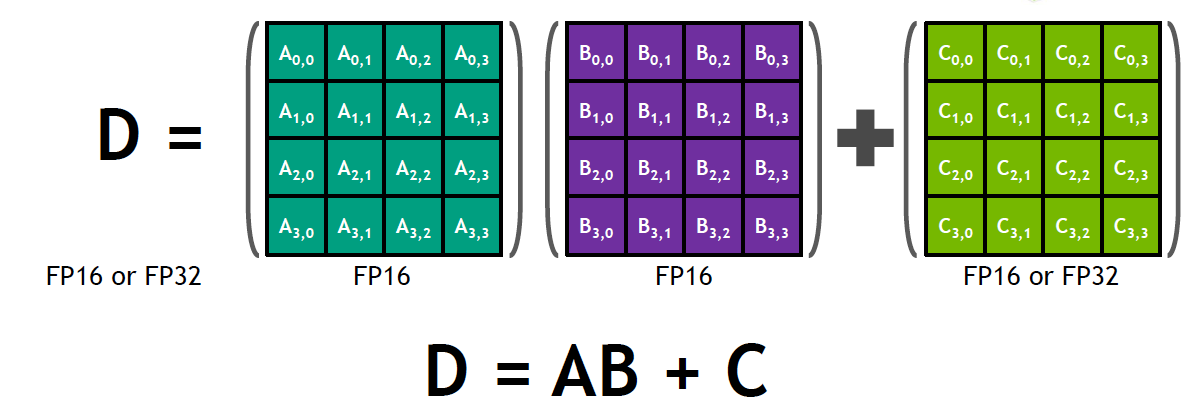 A0,0 A0,1 A0,2 A0,3 B0,0 B0,1 B0,2 B0,3 C0,0 C0,1 C0,2 C0,3
A1,0 A1,1 A1,2 A1,3 B1,0 B1,1 B1,2 B1,3 C1,0 C1,1 C1,2 C1,3
D =
+
A2,0 A2,1 A2,2 A2,3 B2,0 B2,1 B2,2 B2,3 C2,0 C2,1 C2,2 C2,3
A3,0 A3,1 A3,2 A3,3 B3,0 B3,1 B3,2 B3,3 C3,0 C3,1 C3,2 C3,3
FP16 or FP32 FP16 FP16 FP16 or FP32
D = AB + C